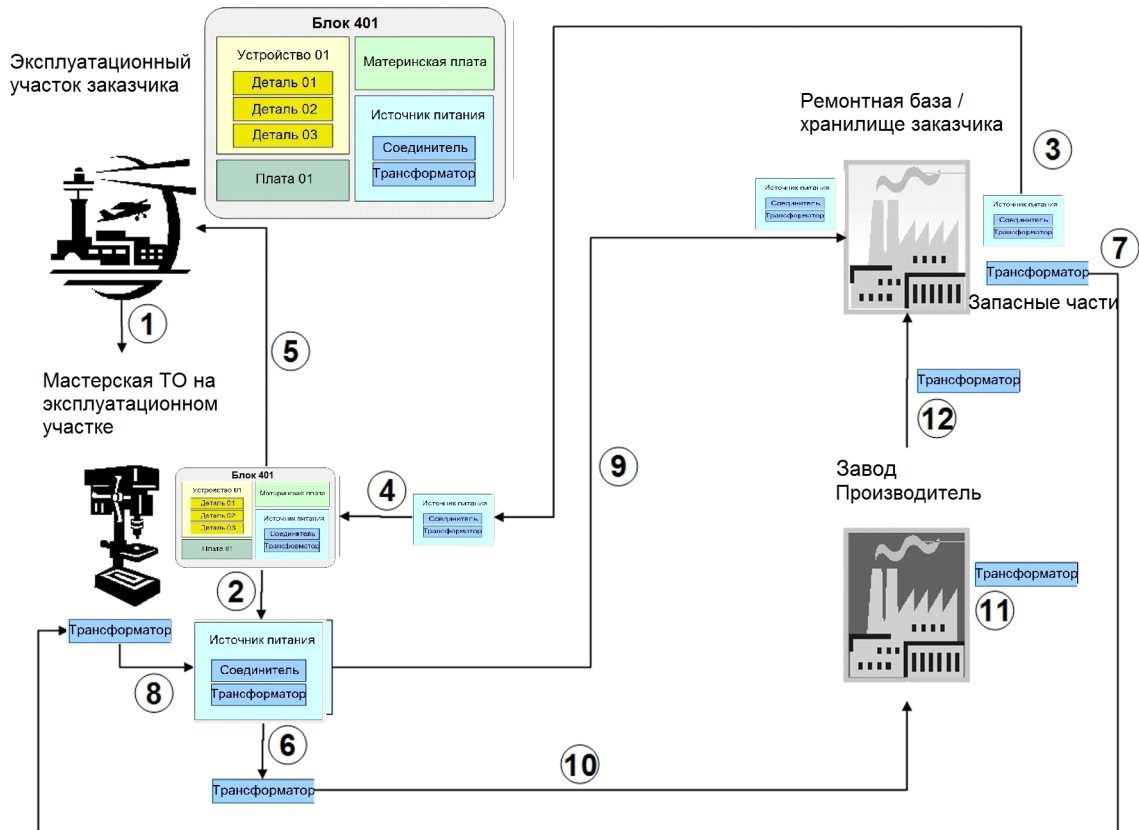 Блок 401
Эксплуатационный
участок заказчика
Устройство 01
Деталь 01
Деталь 02
Деталь 03
Плата 01
Материнская плата
Источник питания
Соединитель
Трансформатор
Ремонтная база /
хранилище заказчика
3
Источник питания
Соединитель
Трансформатор
Источник питания
Соединитель
Трансформатор
7
Трансформатор
Запасные части
1
5
Мастерская ТО на
эксплуатационном
участке
Трансформатор
12
9
Завод
Производитель
Блок 401
Устройство 01
Деталь 01
Деталь 02
Деталь 03
Плата 01
Материнская плата
Источник питания
Соединитель
Трансформатор
4
Источник питания
Соединитель
Трансформатор
2
Трансформатор
11
Трансформатор
8
Источник питания
Соединитель
Трансформатор
6
Трансформатор
10